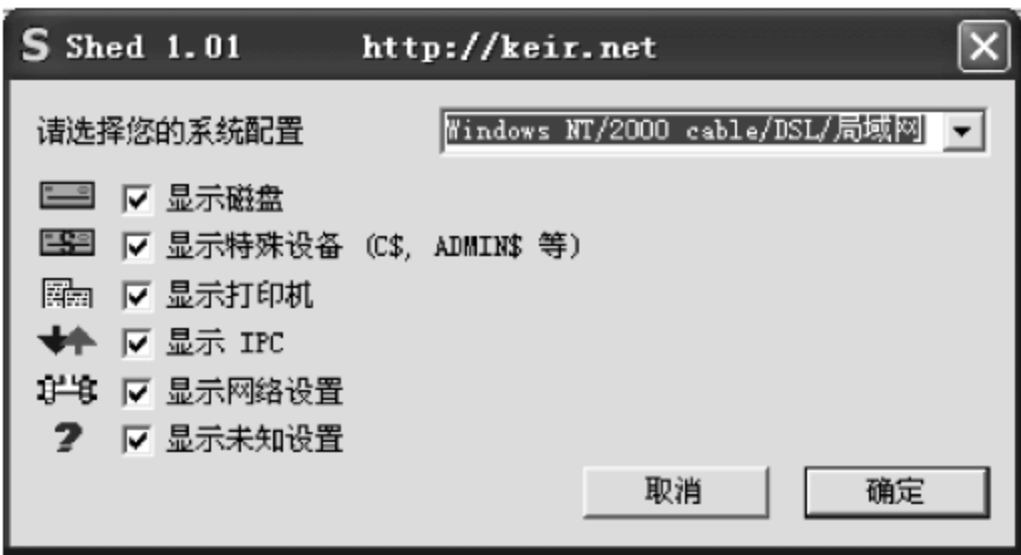 S Shed 1.01 http://keir.net
请选择您的系统配置 Windows NT/2000 cable/DSL/局域网
显示磁盘
显示特殊设备 (C$, ADMIN$ 等)
显示打印机
显示 IPC
显示网络设置
显示未知设置
取消 确定